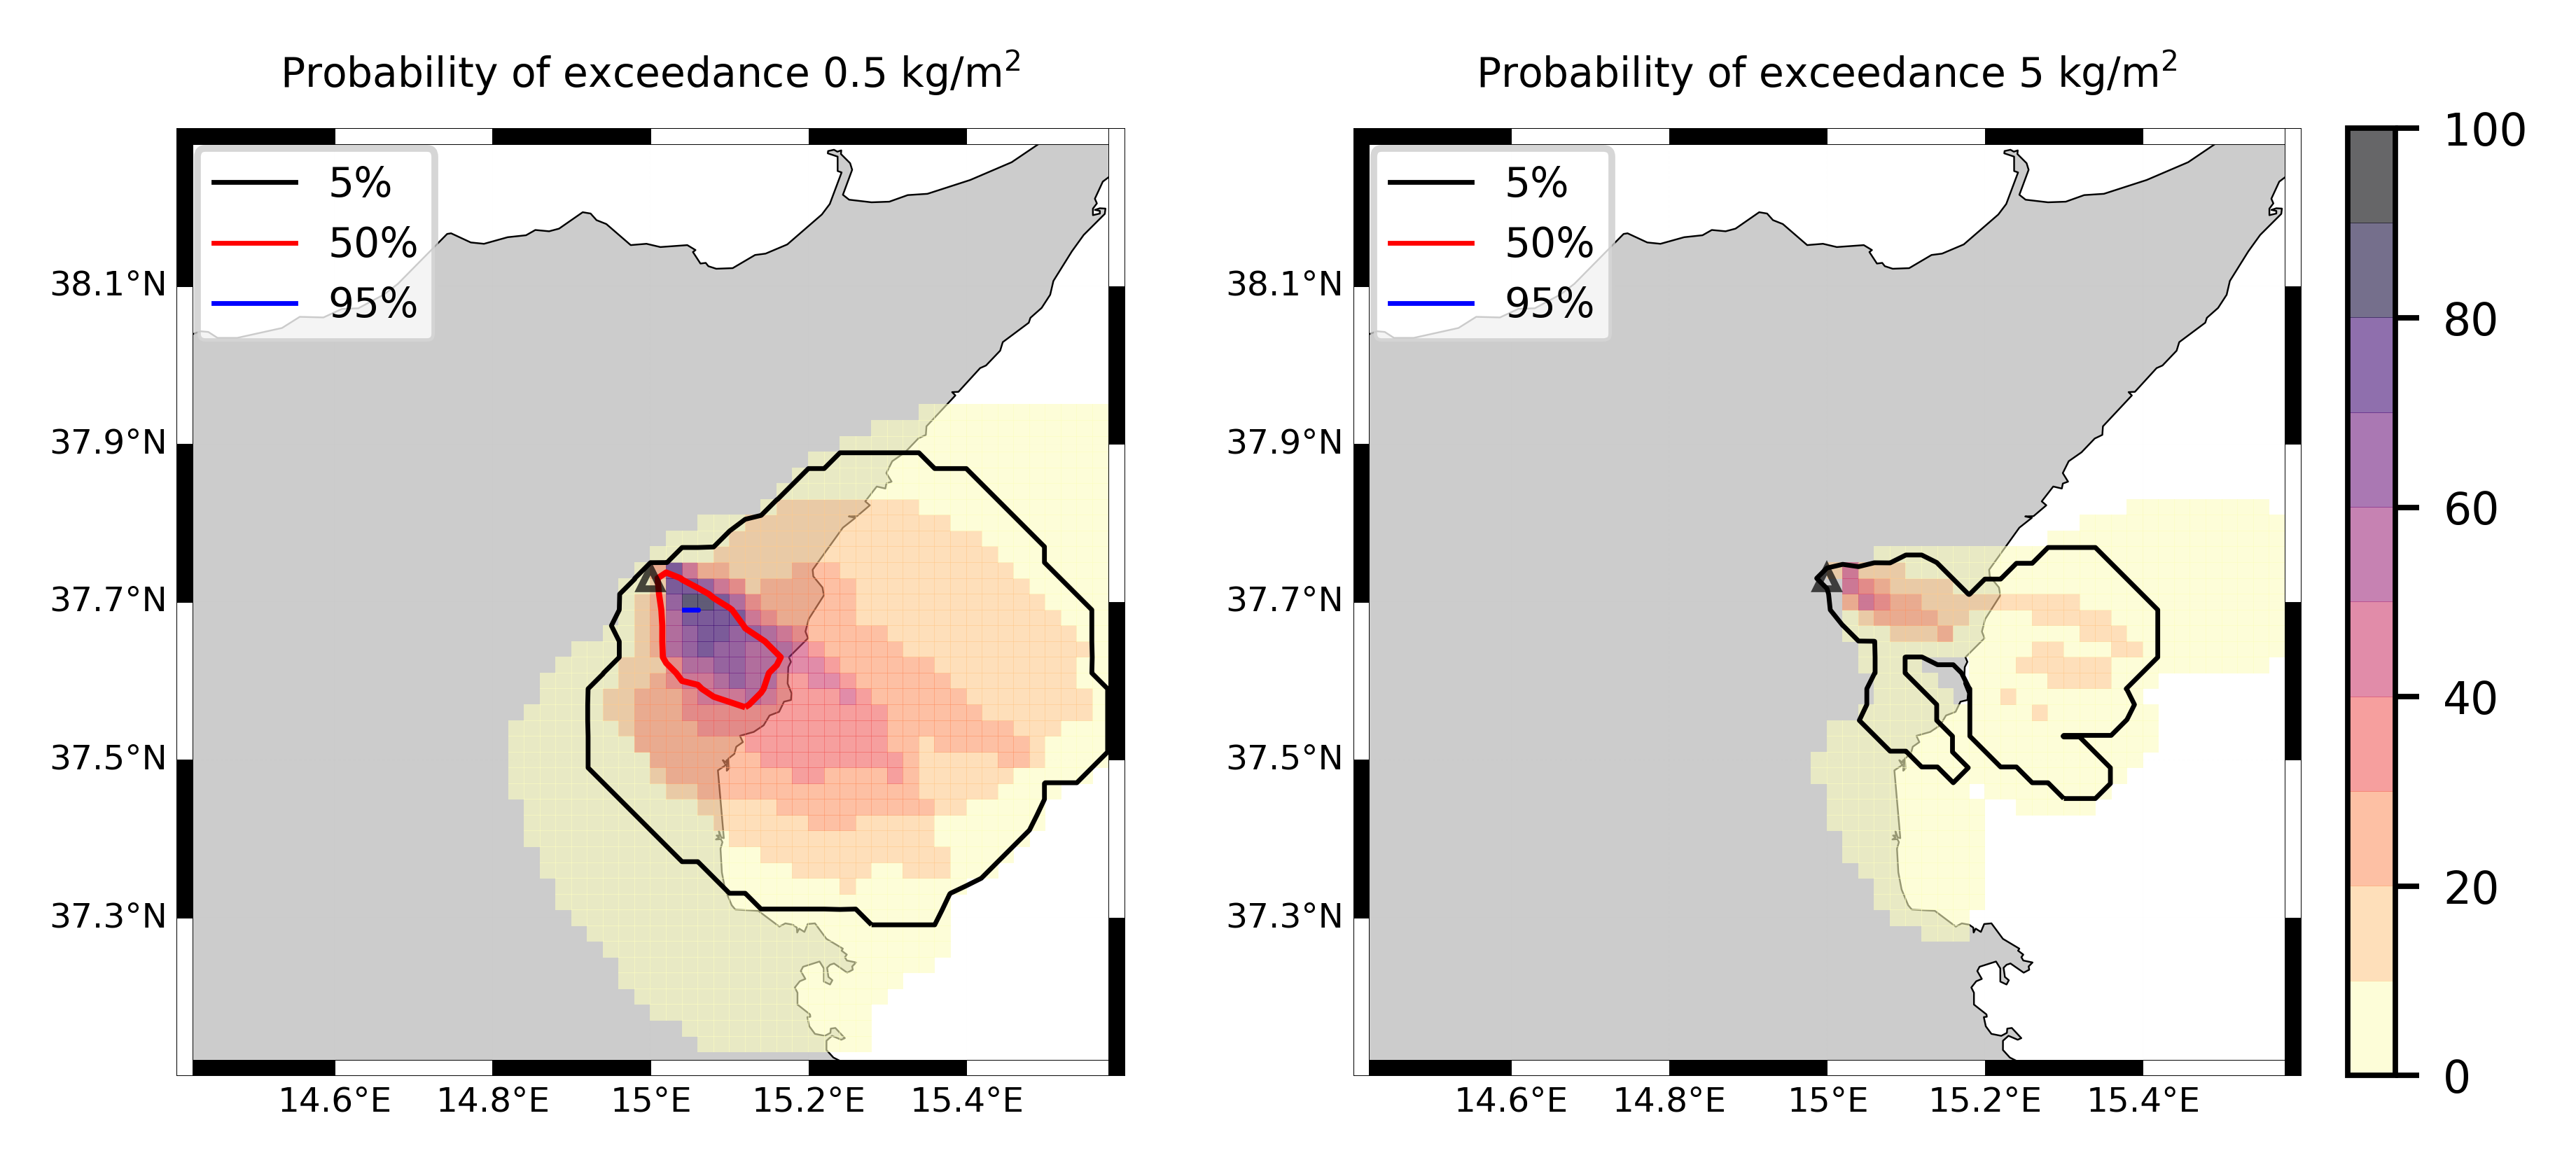 Probability of exceedance 0.5 kg/m²
5%
50%
95%
38.1°N
37.9°N
37.7°N
37.5°N
37.3°N
14.6°E 14.8°E 15°E 15.2°E 15.4°E
Probability of exceedance 5 kg/m²
5%
50%
95%
38.1°N
37.9°N
37.7°N
37.5°N
37.3°N
14.6°E 14.8°E 15°E 15.2°E 15.4°E
100
80
60
40
20
0